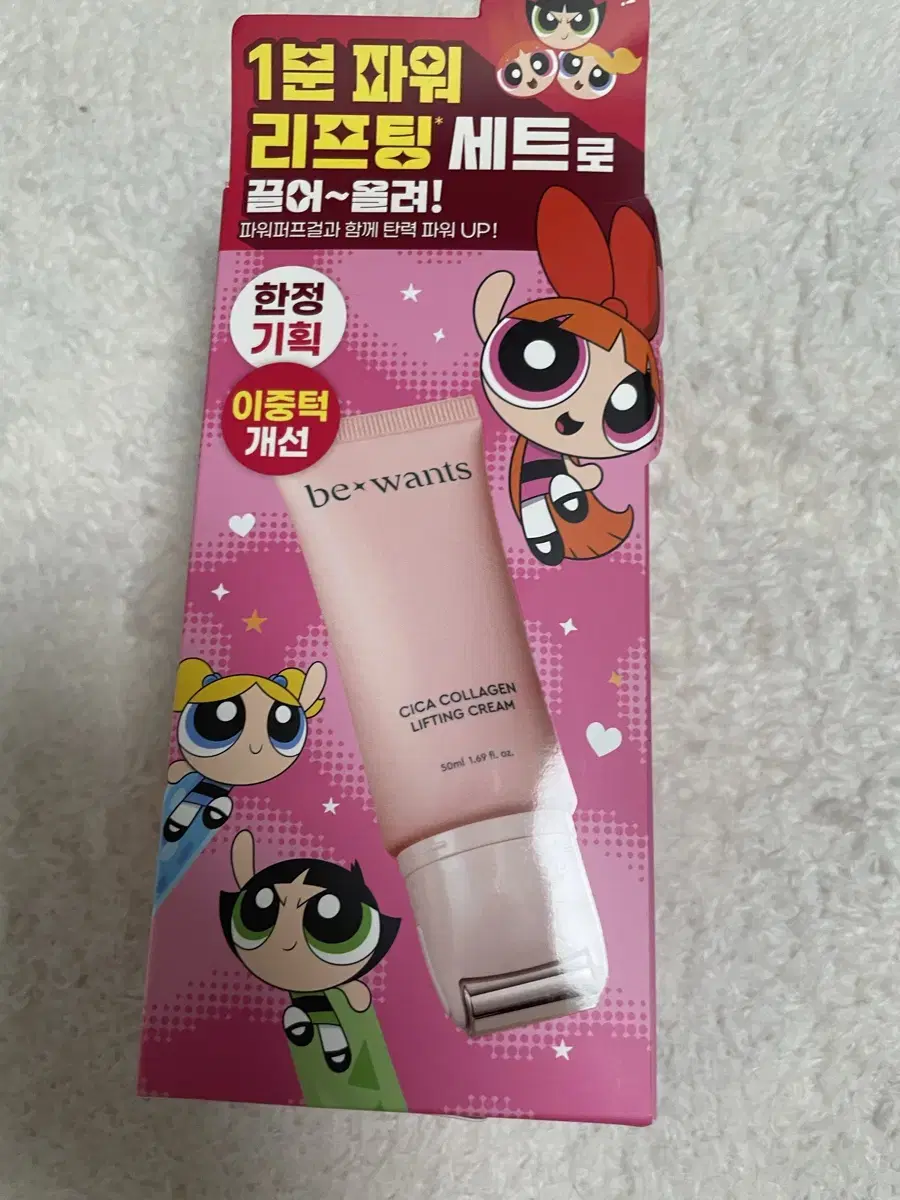 1분 파워
리프팅* 세트로
끌어~올려!
파워퍼프걸과 함께 탄력 파워 UP!
한정
기획
이중턱
개선
be wants
CICA COLLAGEN
LIFTING CREAM
50ml 1.69 fl. oz.